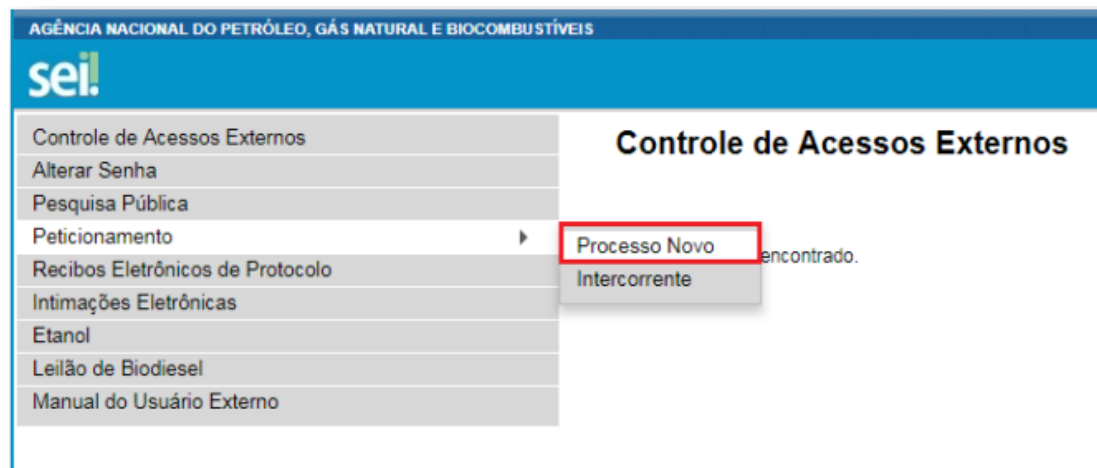 AGÊNCIA NACIONAL DO PETRÓLEO, GÁS NATURAL E BIOCOMBUSTÍVEIS
sei!
Controle de Acessos Externos
Alterar Senha
Pesquisa Pública
Peticionamento
Recibos Eletrônicos de Protocolo
Intimações Eletrônicas
Etanol
Leilão de Biodiesel
Manual do Usuário Externo
Processo Novo
Intercorrente
Controle de Acessos Externos
encontrado.